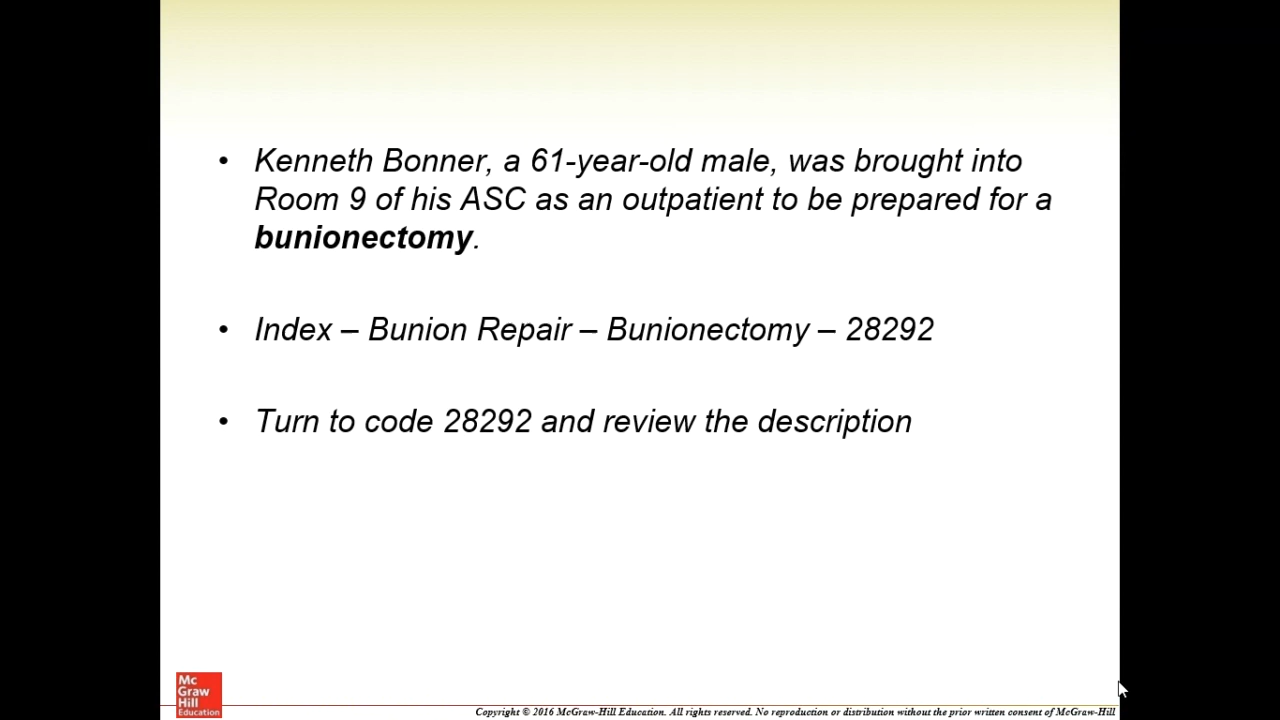 • Kenneth Bonner, a 61-year-old male, was brought into
Room 9 of his ASC as an outpatient to be prepared for a
bunionectomy.
• Index – Bunion Repair – Bunionectomy – 28292
• Turn to code 28292 and review the description
Mc
Graw
Hill
Education
Copyright © 2016 McGraw-Hill Education. All rights reserved. No reproduction or distribution without the prior written consent of McGraw-Hill